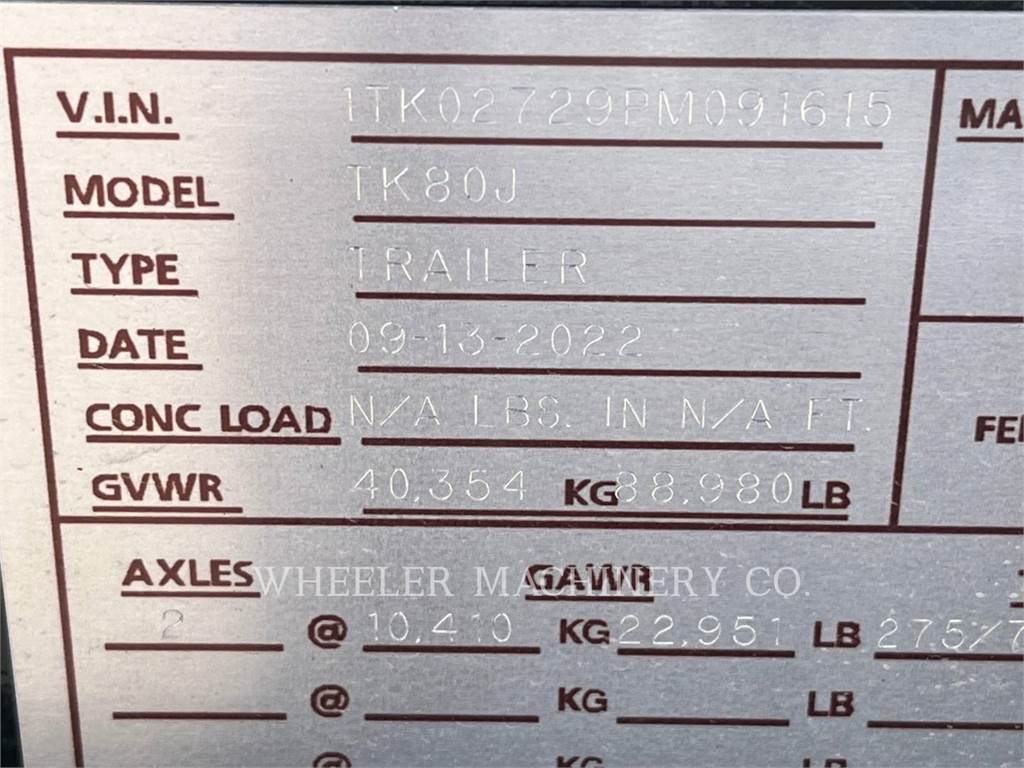 V.I.N. 1TK02729PM091615 MA
MODEL TK80J
TYPE TRAILER
DATE 09-13-2022
CONC LOAD N/A LBS. IN N/A FT.
FE
GVWR 40,354 KG 88,980 LB
AXLES GAWR
WHEELER MACHINERY CO.
2 @ 10,410 KG 22,951 LB 275/7
@ KG LB
@ KG LB